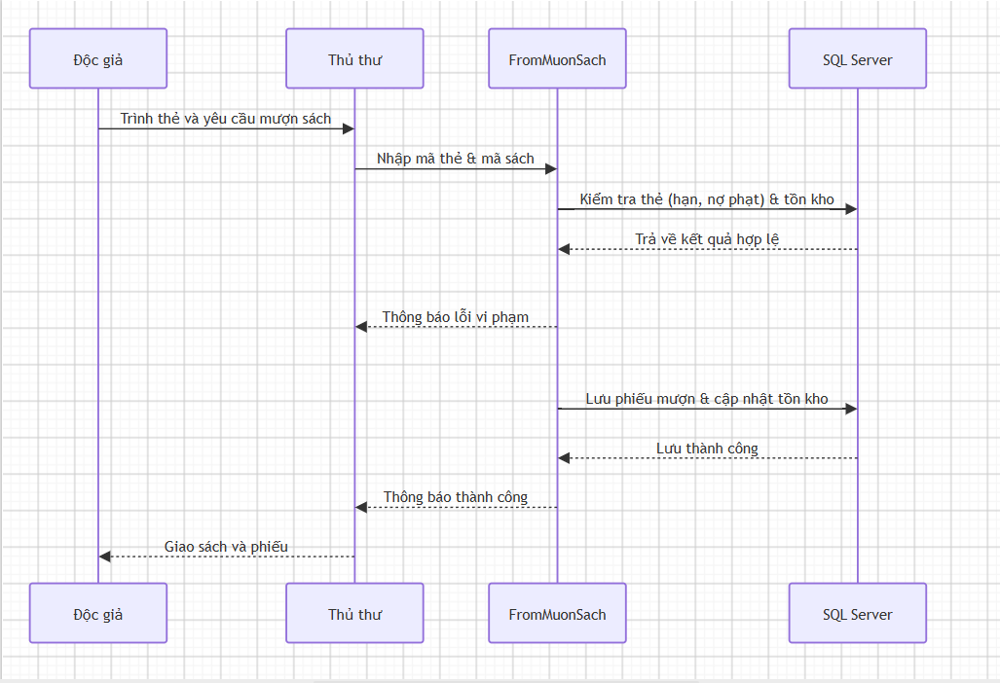 Độc giả
Thủ thư
FromMuonSach
SQL Server
Trình thẻ và yêu cầu mượn sách
Nhập mã thẻ & mã sách
Kiểm tra thẻ (hạn, nợ phạt) & tồn kho
Trả về kết quả hợp lệ
Thông báo lỗi vi phạm
Lưu phiếu mượn & cập nhật tồn kho
Lưu thành công
Thông báo thành công
Giao sách và phiếu
Độc giả
Thủ thư
FromMuonSach
SQL Server